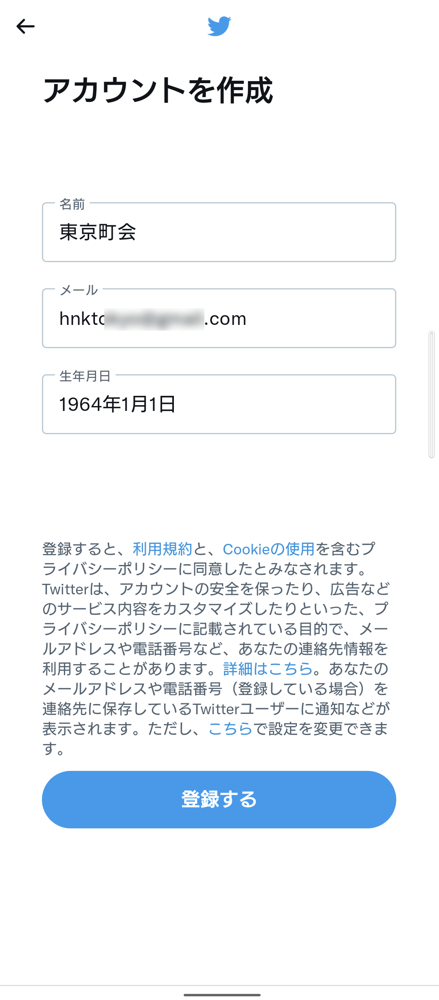 アカウントを作成
名前
東京町会
メール
hnkto .com
生年月日
1964年1月1日
登録すると、利用規約と、Cookieの使用を含むプ
ライバシーポリシーに同意したとみなされます。
Twitterは、アカウントの安全を保ったり、広告など
のサービス内容をカスタマイズしたりといった、プ
ライバシーポリシーに記載されている目的で、メー
ルアドレスや電話番号など、あなたの連絡先情報を
利用することがあります。詳細はこちら。あなたの
メールアドレスや電話番号（登録している場合）を
連絡先に保存しているTwitterユーザーに通知などが
表示されます。ただし、こちらで設定を変更できま
す。
登録する